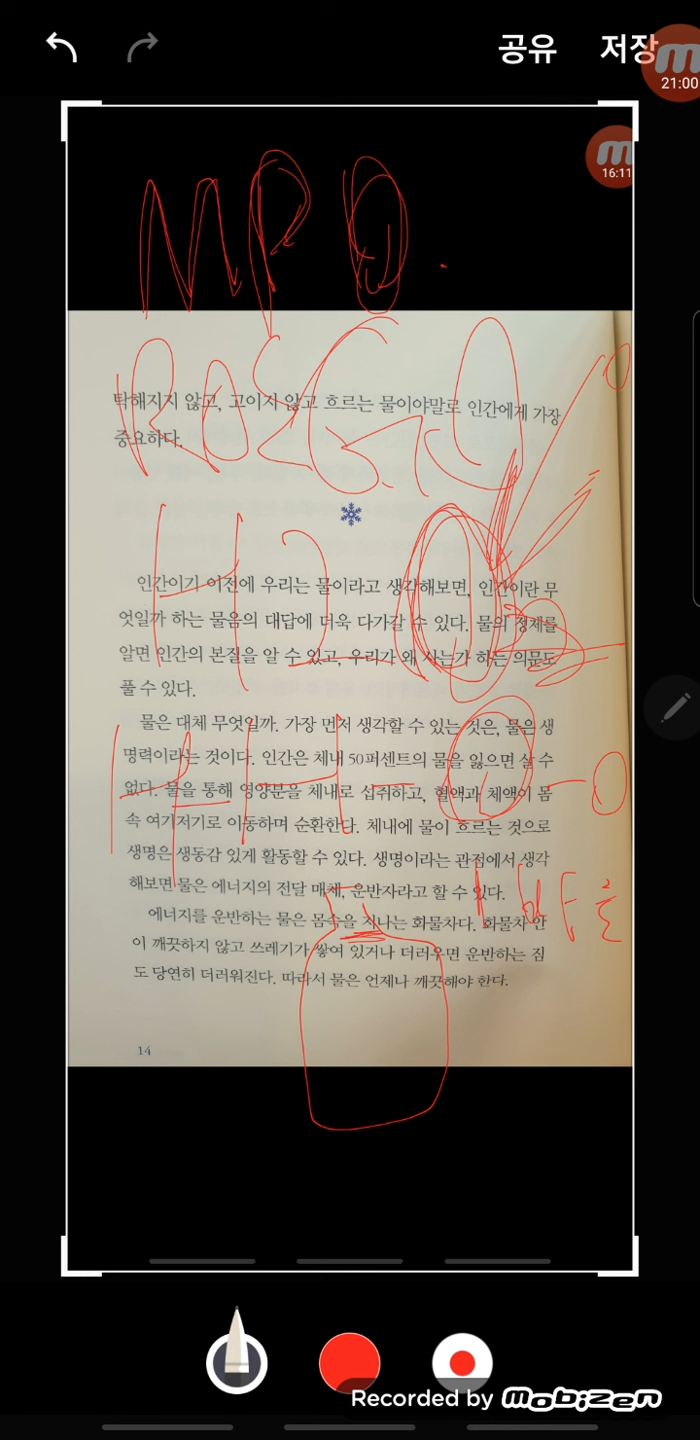 공유 저장
21:00
16:11
M.P.O.
탁해지지 않고, 고이지 않고 흐르는 물이야말로 인간에게 가장
중요하다.
인간이기 이전에 우리는 물이라고 생각해보면, 인간이란 무
엇일까 하는 물음의 대답에 더욱 다가갈 수 있다. 물의 정체를
알면 인간의 본질을 알 수 있고, 우리가 왜 사는가 하는 의문도
풀 수 있다.
물은 대체 무엇일까. 가장 먼저 생각할 수 있는 것은, 물은 생
명력이라는 것이다. 인간은 체내 50퍼센트의 물을 잃으면 살 수
없다. 물을 통해 영양분을 체내로 섭취하고, 혈액과 체액이 몸
속 여기저기로 이동하며 순환한다. 체내에 물이 흐르는 것으로
생명은 생동감 있게 활동할 수 있다. 생명이라는 관점에서 생각
해보면 물은 에너지의 전달 매체, 운반자라고 할 수 있다.
에너지를 운반하는 물은 몸속을 지나는 화물차다. 화물차 안
이 깨끗하지 않고 쓰레기가 쌓여 있거나 더러우면 운반하는 짐
도 당연히 더러워진다. 따라서 물은 언제나 깨끗해야 한다.
14
Recorded by mobizen